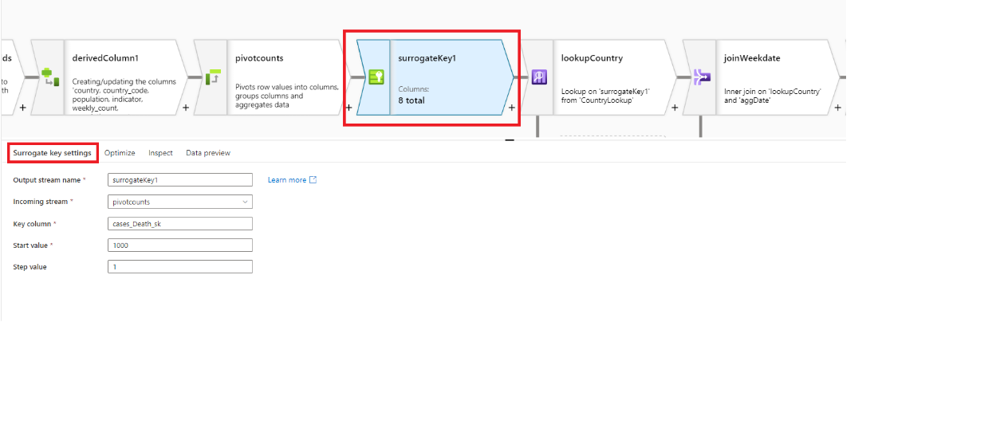 ds
to
th
derivedColumn1
Creating/updating the columns
'country, country_code,
population, indicator,
weekly_count,
pivotcounts
Pivots row values into columns,
groups columns and
aggregates data
surrogateKey1
Columns:
8 total
lookupCountry
Lookup on 'surrogateKey1'
from 'CountryLookup'
joinWeekdate
Inner join on 'lookupCountry'
and 'aggDate'
Surrogate key settings
Optimize
Inspect
Data preview
Output stream name *
surrogateKey1
Learn more
Incoming stream *
pivotcounts
Key column *
cases_Death_sk
Start value *
1000
Step value
1